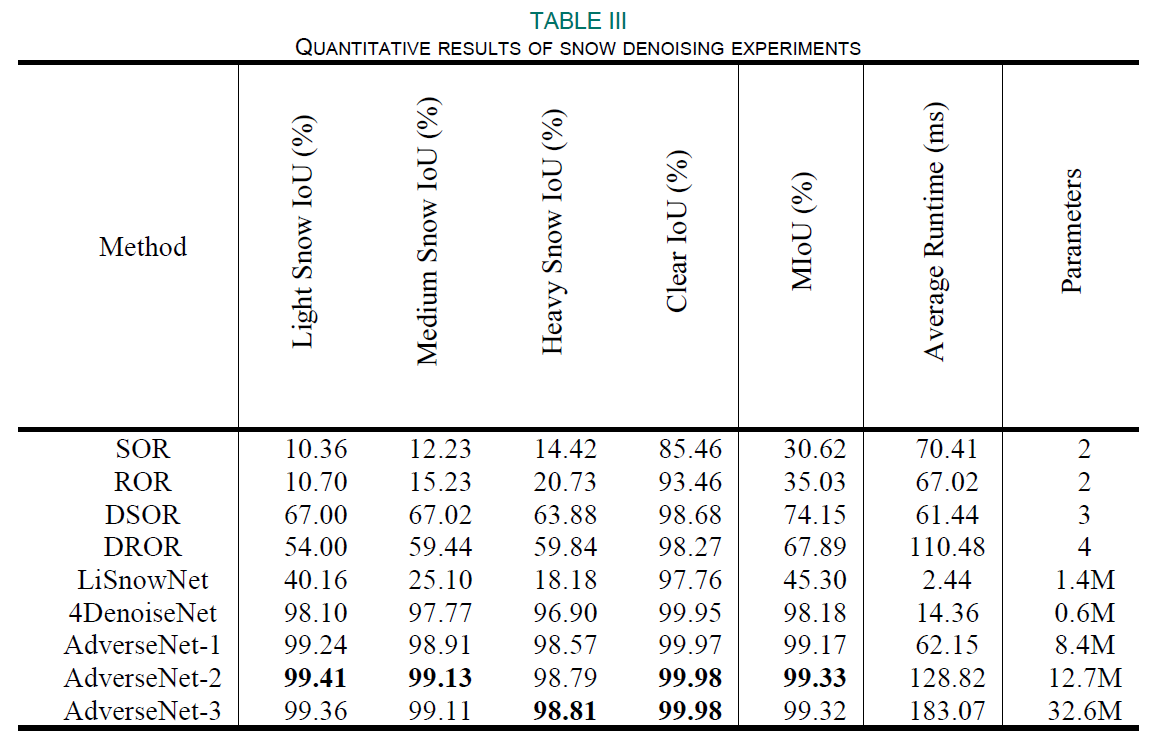 TABLE III
QUANTITATIVE RESULTS OF SNOW DENOISING EXPERIMENTS
Method Light Snow IoU (%) Medium Snow IoU (%) Heavy Snow IoU (%) Clear IoU (%) MIoU (%) Average Runtime (ms) Parameters
SOR 10.36 12.23 14.42 85.46 30.62 70.41 2
ROR 10.70 15.23 20.73 93.46 35.03 67.02 2
DSOR 67.00 67.02 63.88 98.68 74.15 61.44 3
DROR 54.00 59.44 59.84 98.27 67.89 110.48 4
LiSnowNet 40.16 25.10 18.18 97.76 45.30 2.44 1.4M
4DenoiseNet 98.10 97.77 96.90 99.95 98.18 14.36 0.6M
AdverseNet-1 99.24 98.91 98.57 99.97 99.17 62.15 8.4M
AdverseNet-2 99.41 99.13 98.79 99.98 99.33 128.82 12.7M
AdverseNet-3 99.36 99.11 98.81 99.98 99.32 183.07 32.6M